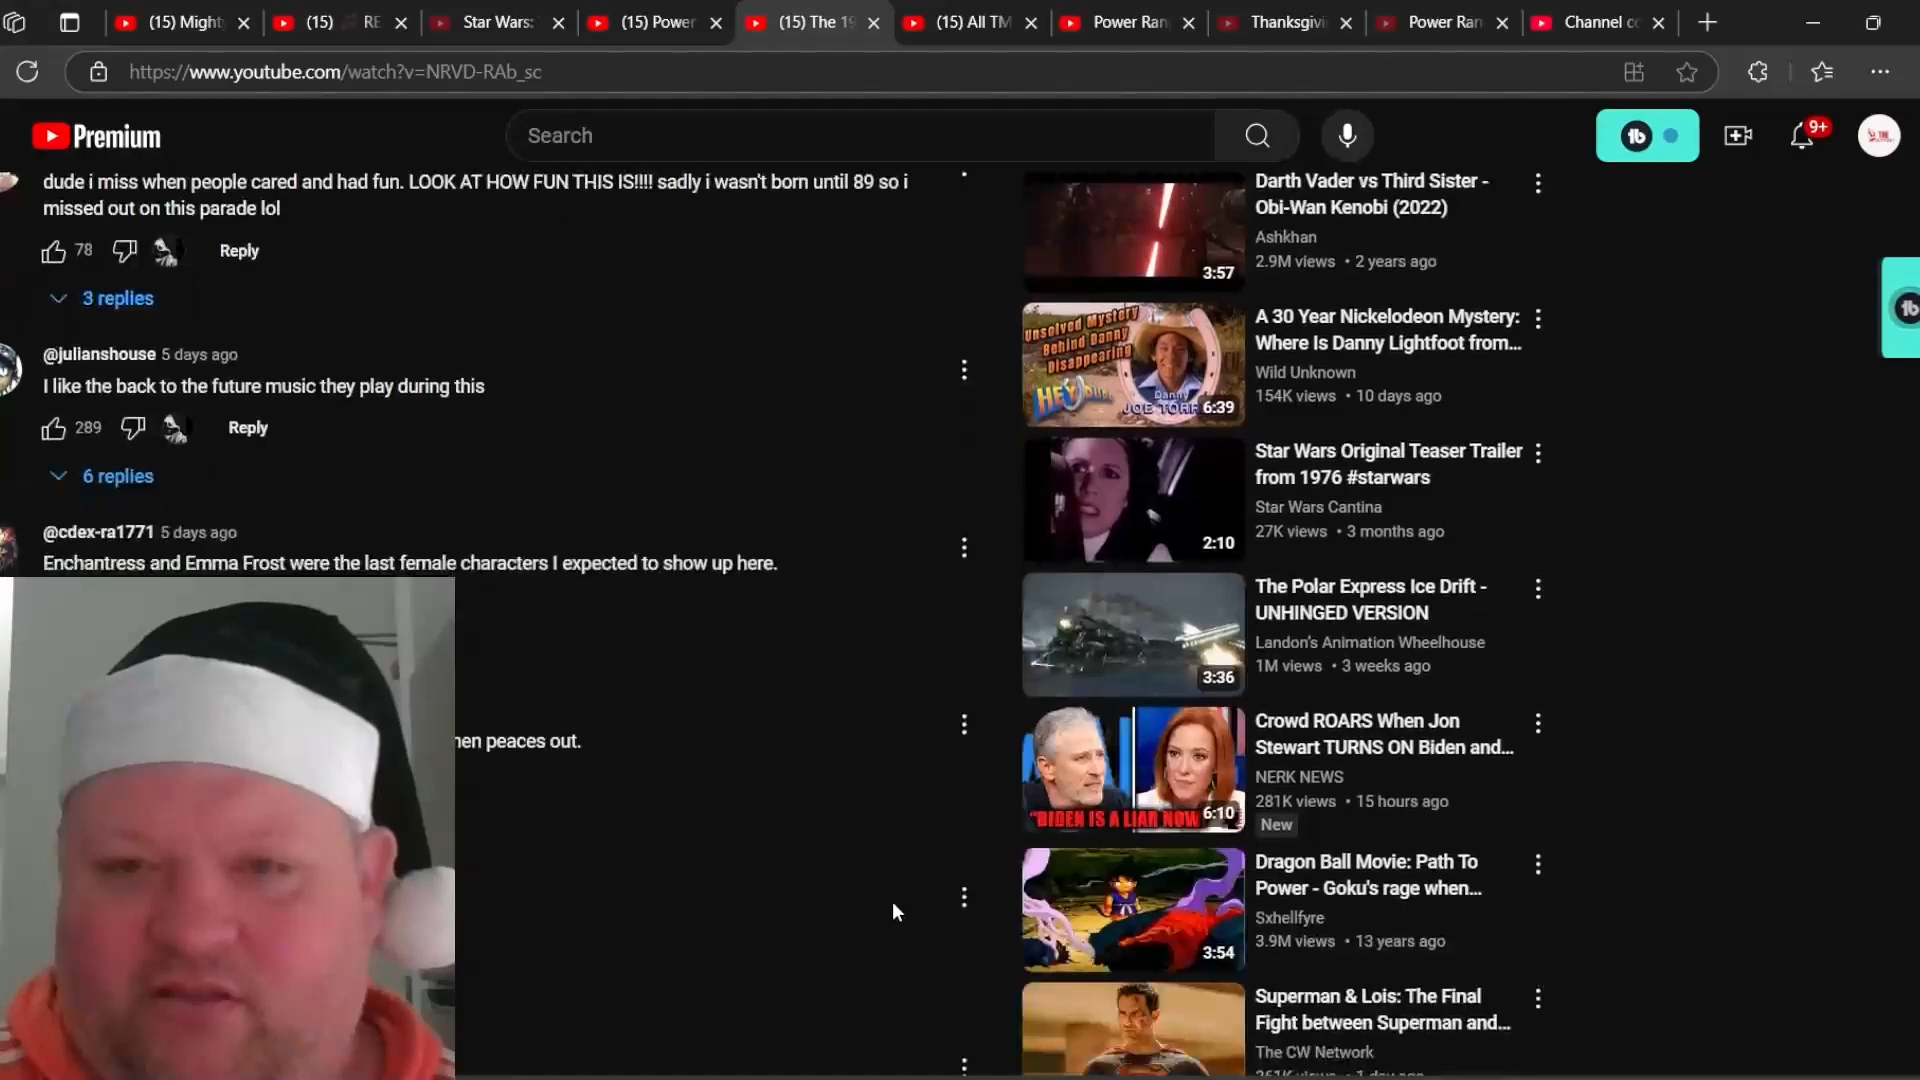 (15) Might
(15)
RE
Star Wars:
(15) Power
(15) The 19
(15) All TM
Power Ran
Thanksgivi
Power Ran
Channel co
https://www.youtube.com/watch?v=NRVD-RAb_sc
Premium
Search
9+
dude i miss when people cared and had fun. LOOK AT HOW FUN THIS IS!!!! sadly i wasn't born until 89 so i
missed out on this parade lol
78
Reply
3 replies
@julianshouse 5 days ago
I like the back to the future music they play during this
289
Reply
6 replies
@cdex-ra1771 5 days ago
Enchantress and Emma Frost were the last female characters I expected to show up here.
hen peaces out.
3:57
Darth Vader vs Third Sister -
Obi-Wan Kenobi (2022)
Ashkhan
2.9M views • 2 years ago
Unsolved Mystery
Behind Danny
Disappearing
HEY DUDE
Danny
JOE TORR
6:39
A 30 Year Nickelodeon Mystery:
Where Is Danny Lightfoot from...
Wild Unknown
154K views • 10 days ago
2:10
Star Wars Original Teaser Trailer
from 1976 #starwars
Star Wars Cantina
27K views • 3 months ago
3:36
The Polar Express Ice Drift -
UNHINGED VERSION
Landon's Animation Wheelhouse
1M views • 3 weeks ago
"BIDEN IS A LIAR NOW
6:10
Crowd ROARS When Jon
Stewart TURNS ON Biden and...
NERK NEWS
281K views • 15 hours ago
New
3:54
Dragon Ball Movie: Path To
Power - Goku's rage when...
Sxhellfyre
3.9M views • 13 years ago
Superman & Lois: The Final
Fight between Superman and...
The CW Network
361K views • 1 day ago